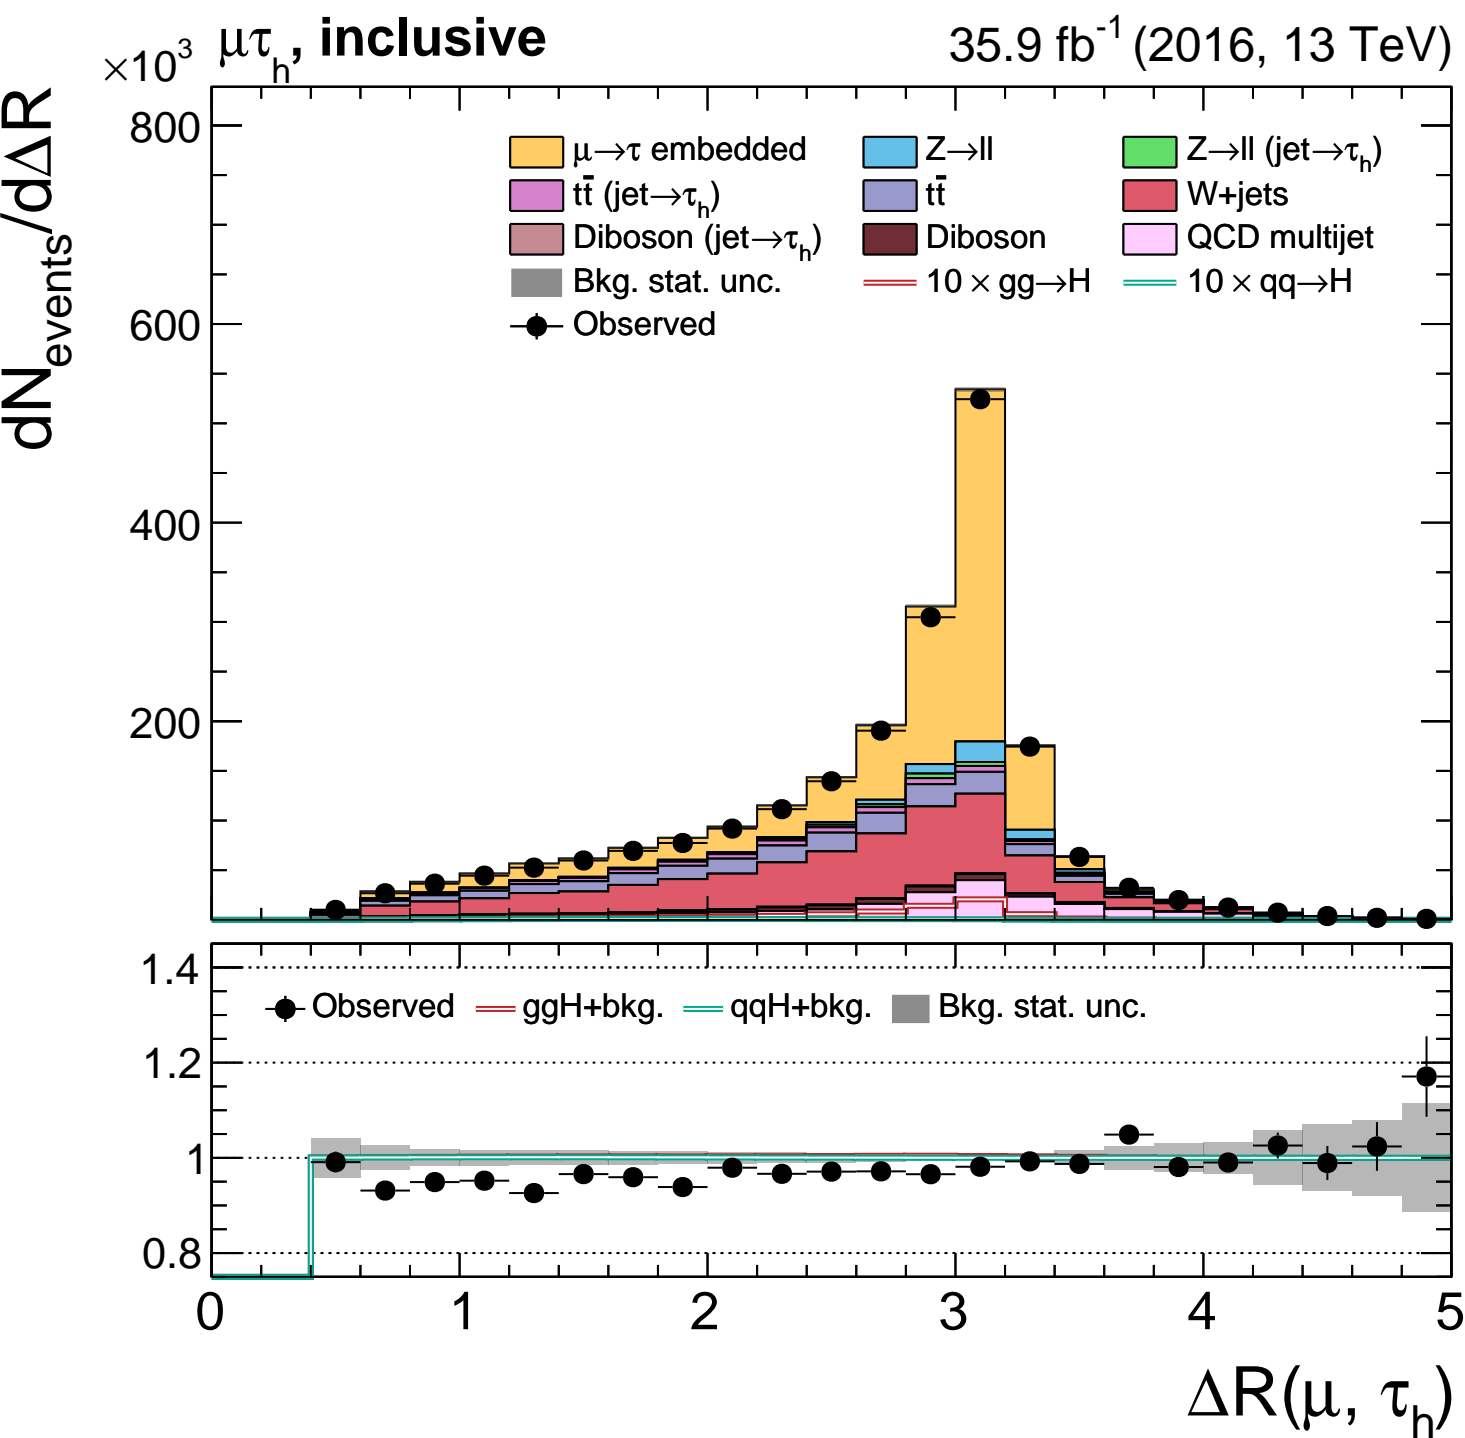 ×10³ μτₕ, inclusive 35.9 fb⁻¹ (2016, 13 TeV)
dN_events/dΔR
800
600
400
200
μ→τ embedded Z→ll Z→ll (jet→τₕ)
tt̄ (jet→τₕ) tt̄ W+jets
Diboson (jet→τₕ) Diboson QCD multijet
Bkg. stat. unc. 10 × gg→H 10 × qq→H
Observed
1.4
1.2
1
0.8
Observed ggH+bkg. qqH+bkg. Bkg. stat. unc.
0 1 2 3 4 5
ΔR(μ, τₕ)